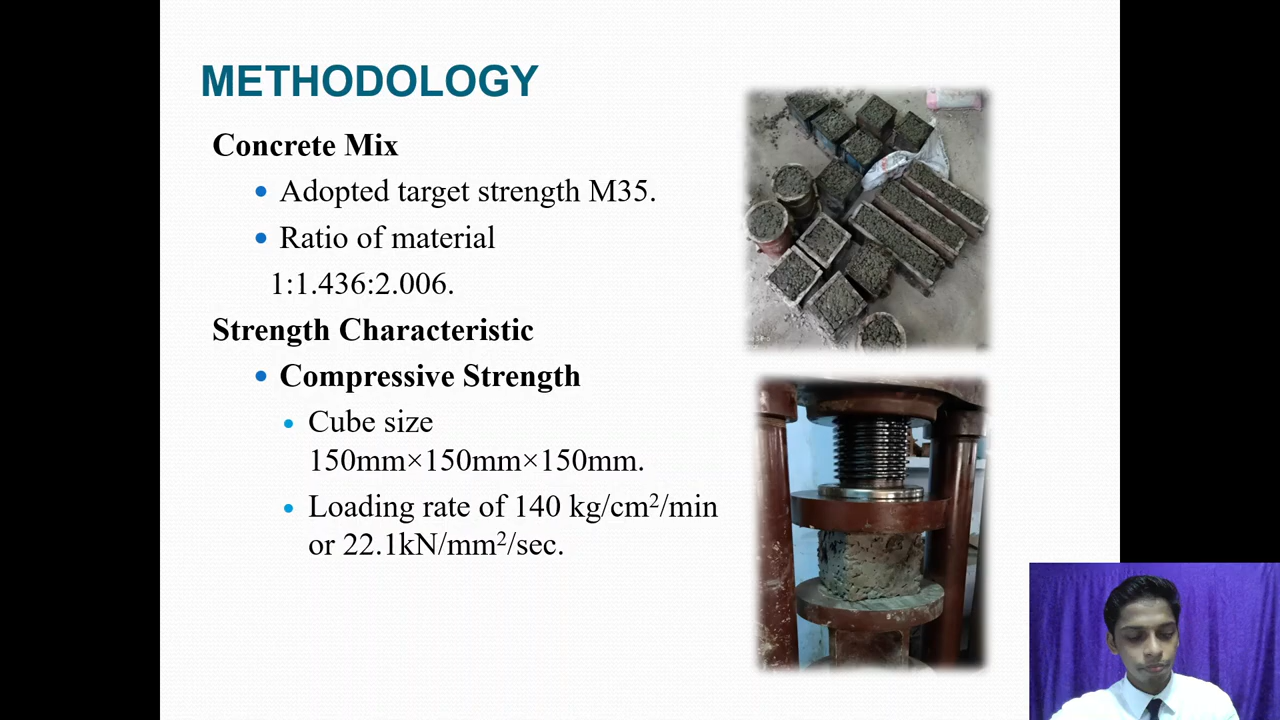 METHODOLOGY
Concrete Mix
• Adopted target strength M35.
• Ratio of material
1:1.436:2.006.
Strength Characteristic
• Compressive Strength
• Cube size
150mm×150mm×150mm.
• Loading rate of 140 kg/cm²/min
or 22.1kN/mm²/sec.